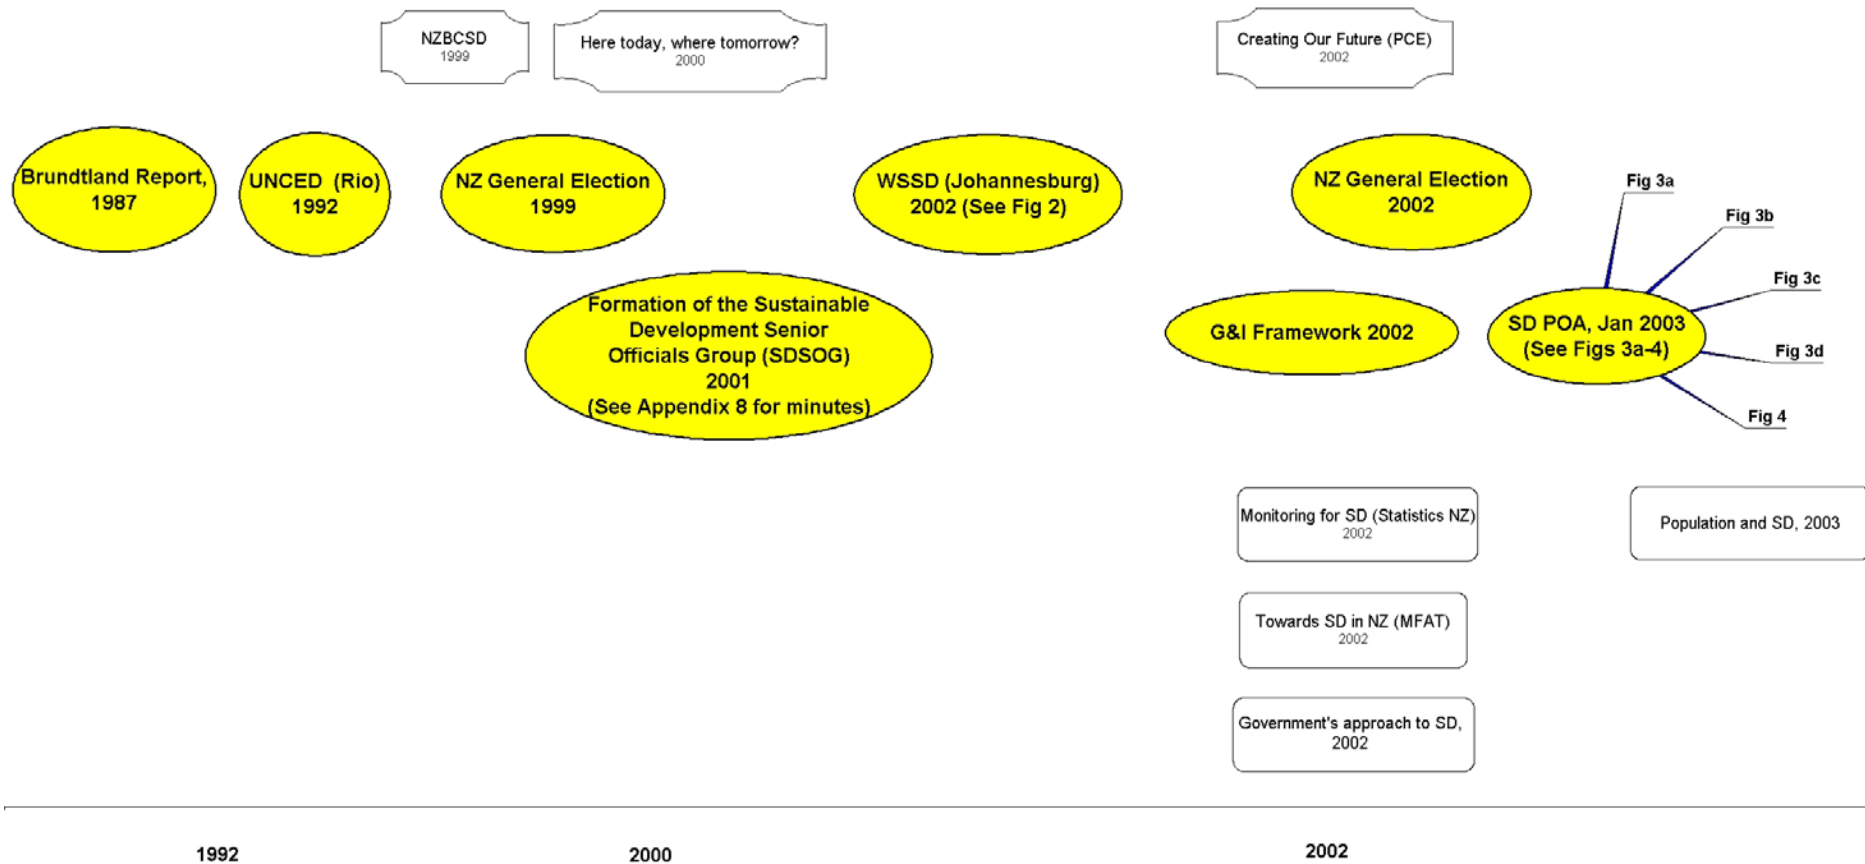 NZBCSD
1999
Here today, where tomorrow?
2000
Creating Our Future (PCE)
2002
Brundtland Report,
1987
UNCED (Rio)
1992
NZ General Election
1999
WSSD (Johannesburg)
2002 (See Fig 2)
NZ General Election
2002
Fig 3a
Fig 3b
Fig 3c
Fig 3d
Fig 4
Formation of the Sustainable
Development Senior
Officials Group (SDSOG)
2001
(See Appendix 8 for minutes)
G&I Framework 2002
SD POA, Jan 2003
(See Figs 3a-4)
Monitoring for SD (Statistics NZ)
2002
Population and SD, 2003
Towards SD in NZ (MFAT)
2002
Government's approach to SD,
2002
1992
2000
2002